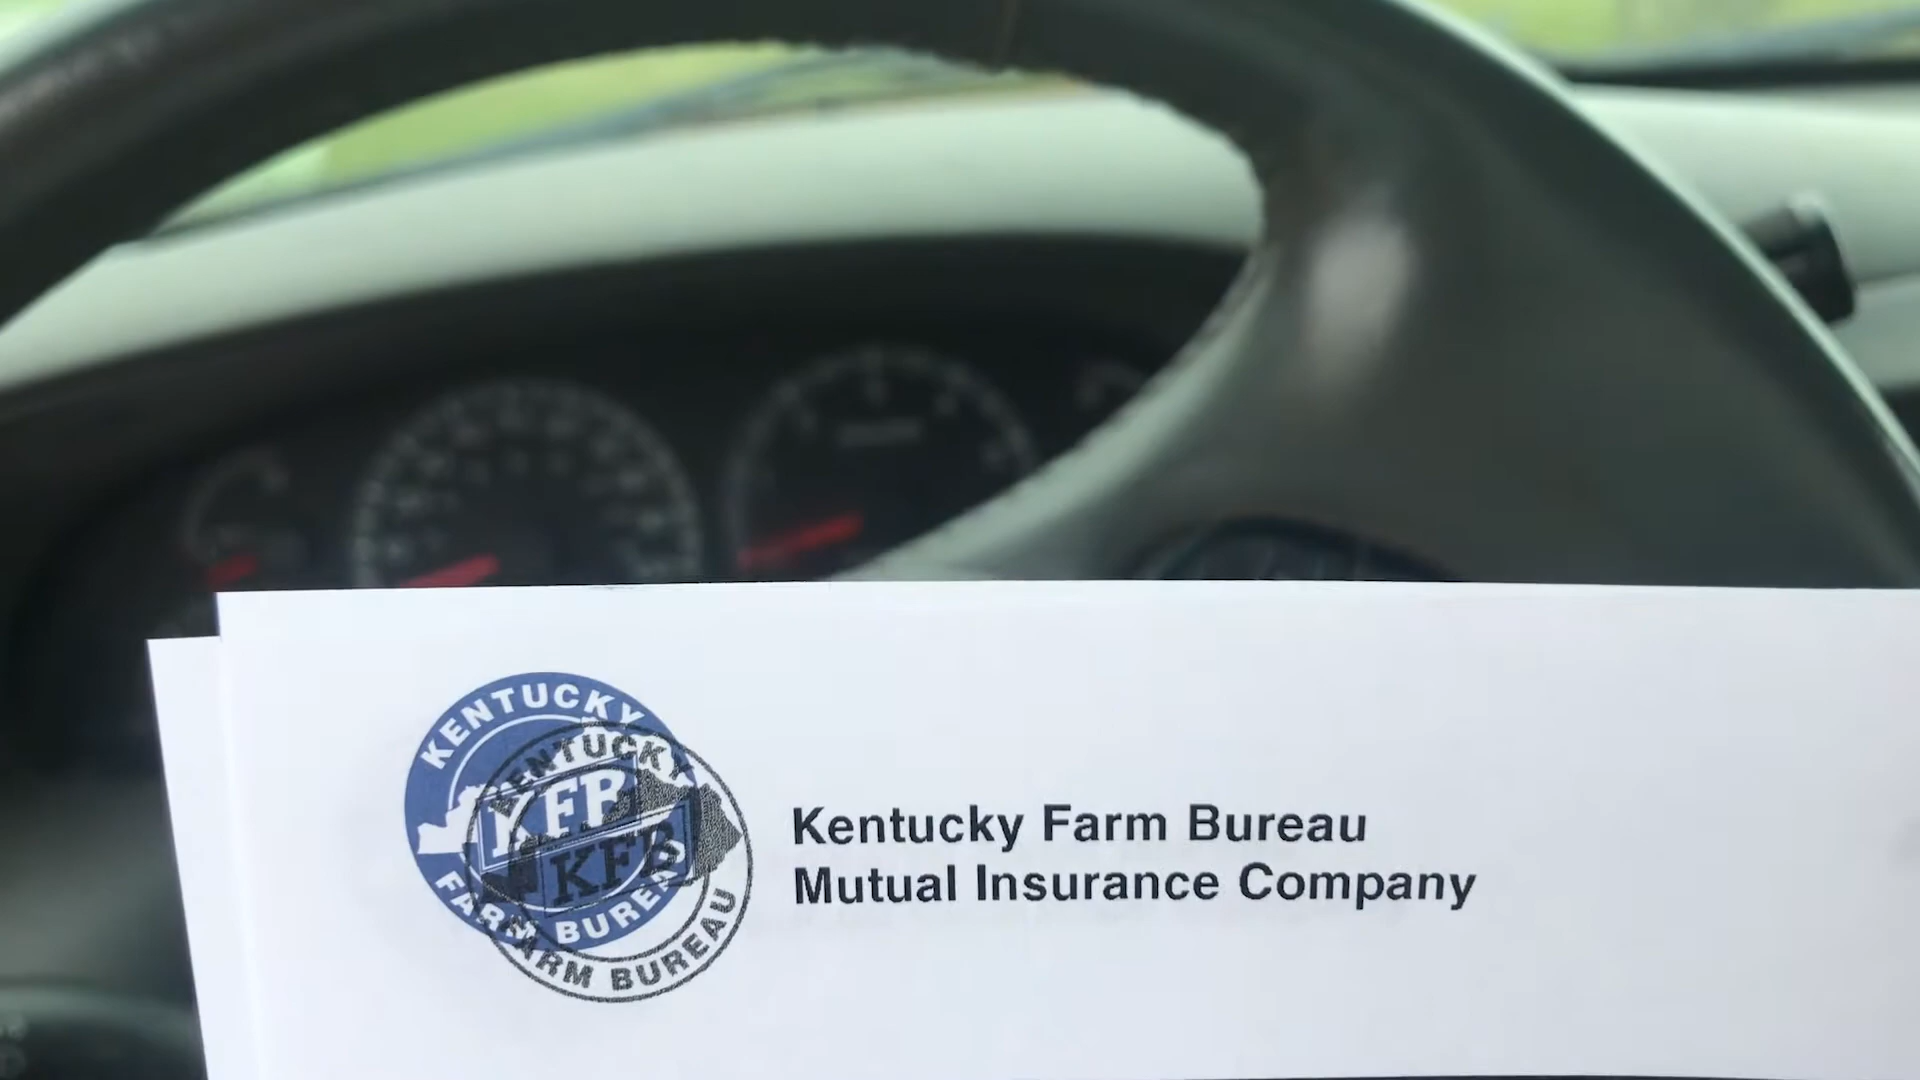 KENTUCKY
KFB
FARM BUREAU
KENTUCKY
KFB
FARM BUREAU
Kentucky Farm Bureau
Mutual Insurance Company